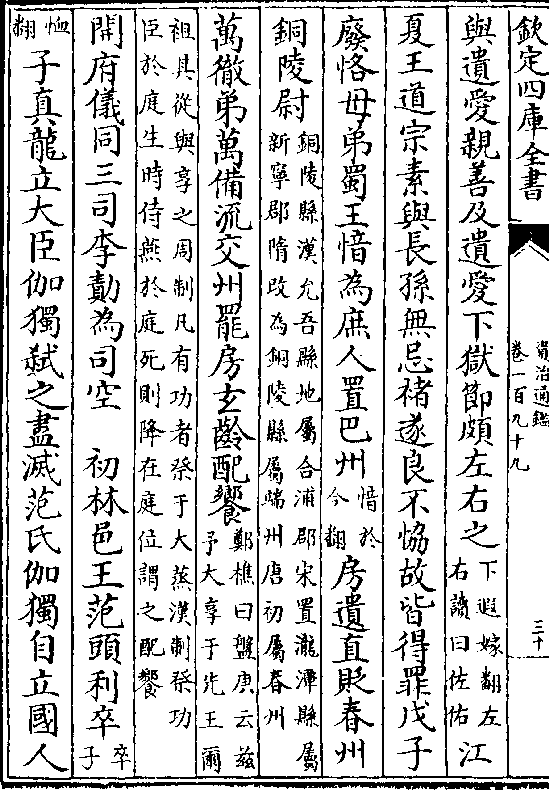 欽定四庫全書
資治通鑑
卷一百九十九
三十
與遺愛親善及遺愛下獄節頗左右之下遐嫁翻左右讀曰佐佑江
夏王道宗素與長孫無忌褚遂良不恊故皆得罪戊子
廢恪母弟蜀王愔為庶人置巴州愔於今翻房遺直貶春州
銅陵尉銅陵縣漢允吾縣地屬合浦郡宋置瀧潭縣屬新寧郡隋改為銅陵縣屬端州唐初屬春州
萬徹弟萬備流交州罷房玄齡配饗鄭樵曰盤庚云兹予大享于先王爾
祖其從與享之周制凡有功者祭于大蒸漢制祭功臣於庭生時侍燕於庭死則降在庭位謂之配饗
開府儀同三司李勣為司空 初林邑王范頭利卒卒子
恤翻子真龍立大臣伽獨弑之盡滅范氏伽獨自立國人